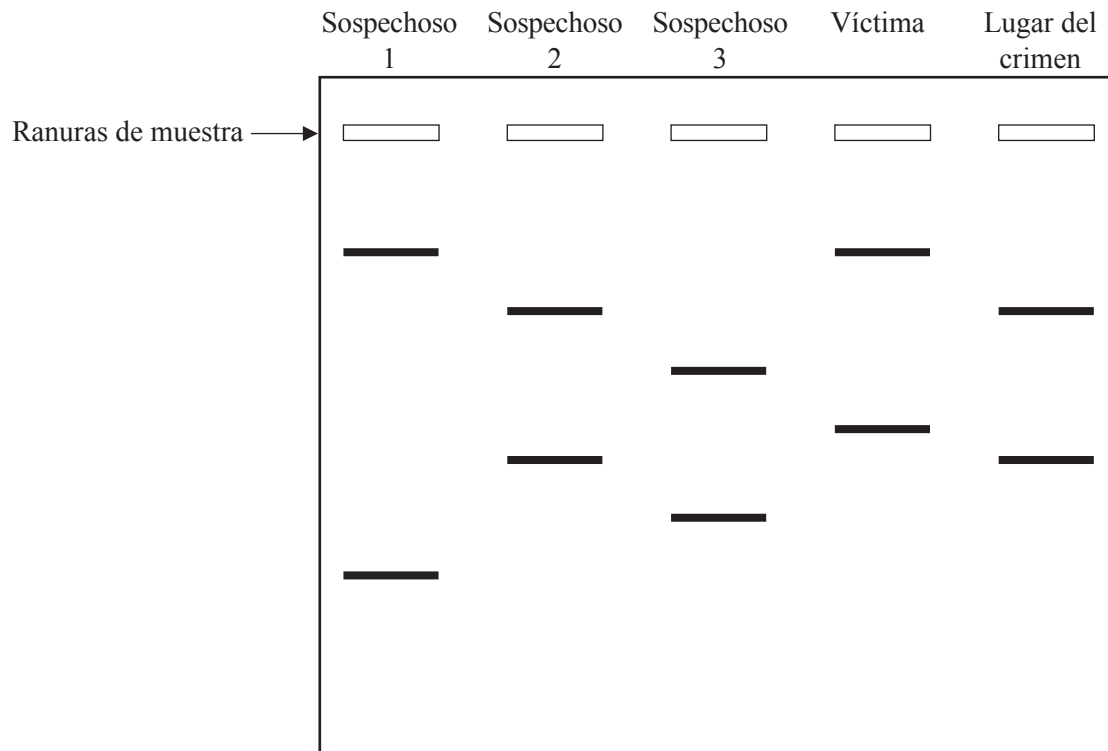 Sospechoso 1
Sospechoso 2
Sospechoso 3
Víctima
Lugar del crimen
Ranuras de muestra